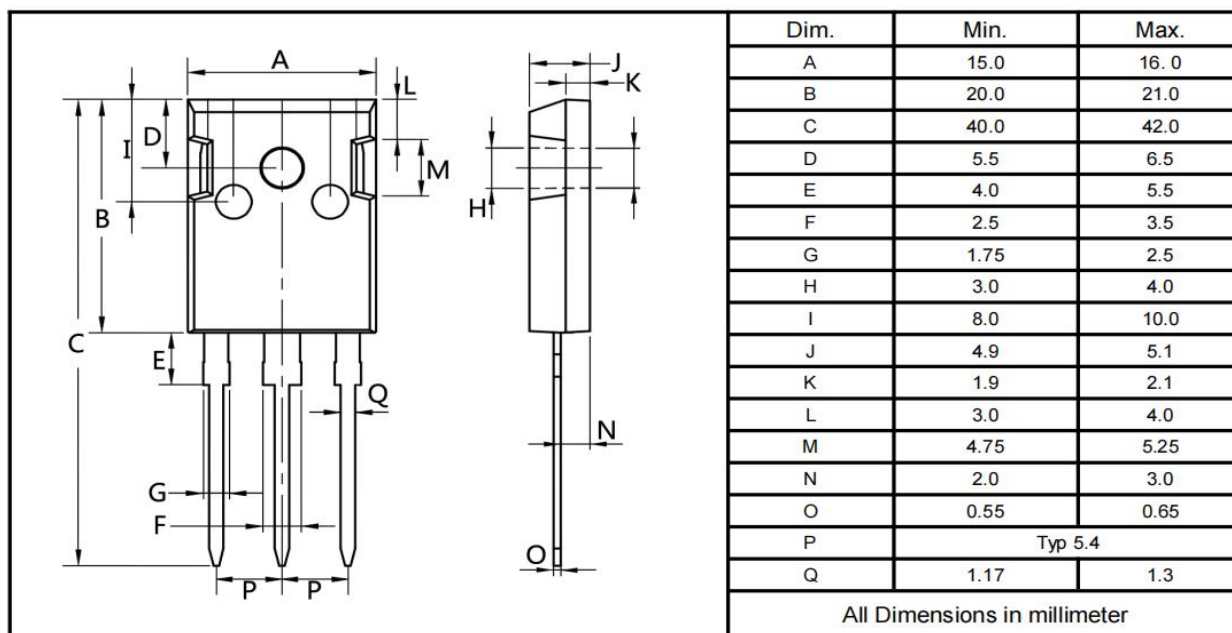 A
L
J
K
D
I
M
H
B
C
E
Q
N
G
F
O
P P
Dim. Min. Max.
A 15.0 16. 0
B 20.0 21.0
C 40.0 42.0
D 5.5 6.5
E 4.0 5.5
F 2.5 3.5
G 1.75 2.5
H 3.0 4.0
I 8.0 10.0
J 4.9 5.1
K 1.9 2.1
L 3.0 4.0
M 4.75 5.25
N 2.0 3.0
O 0.55 0.65
P Typ 5.4
Q 1.17 1.3
All Dimensions in millimeter